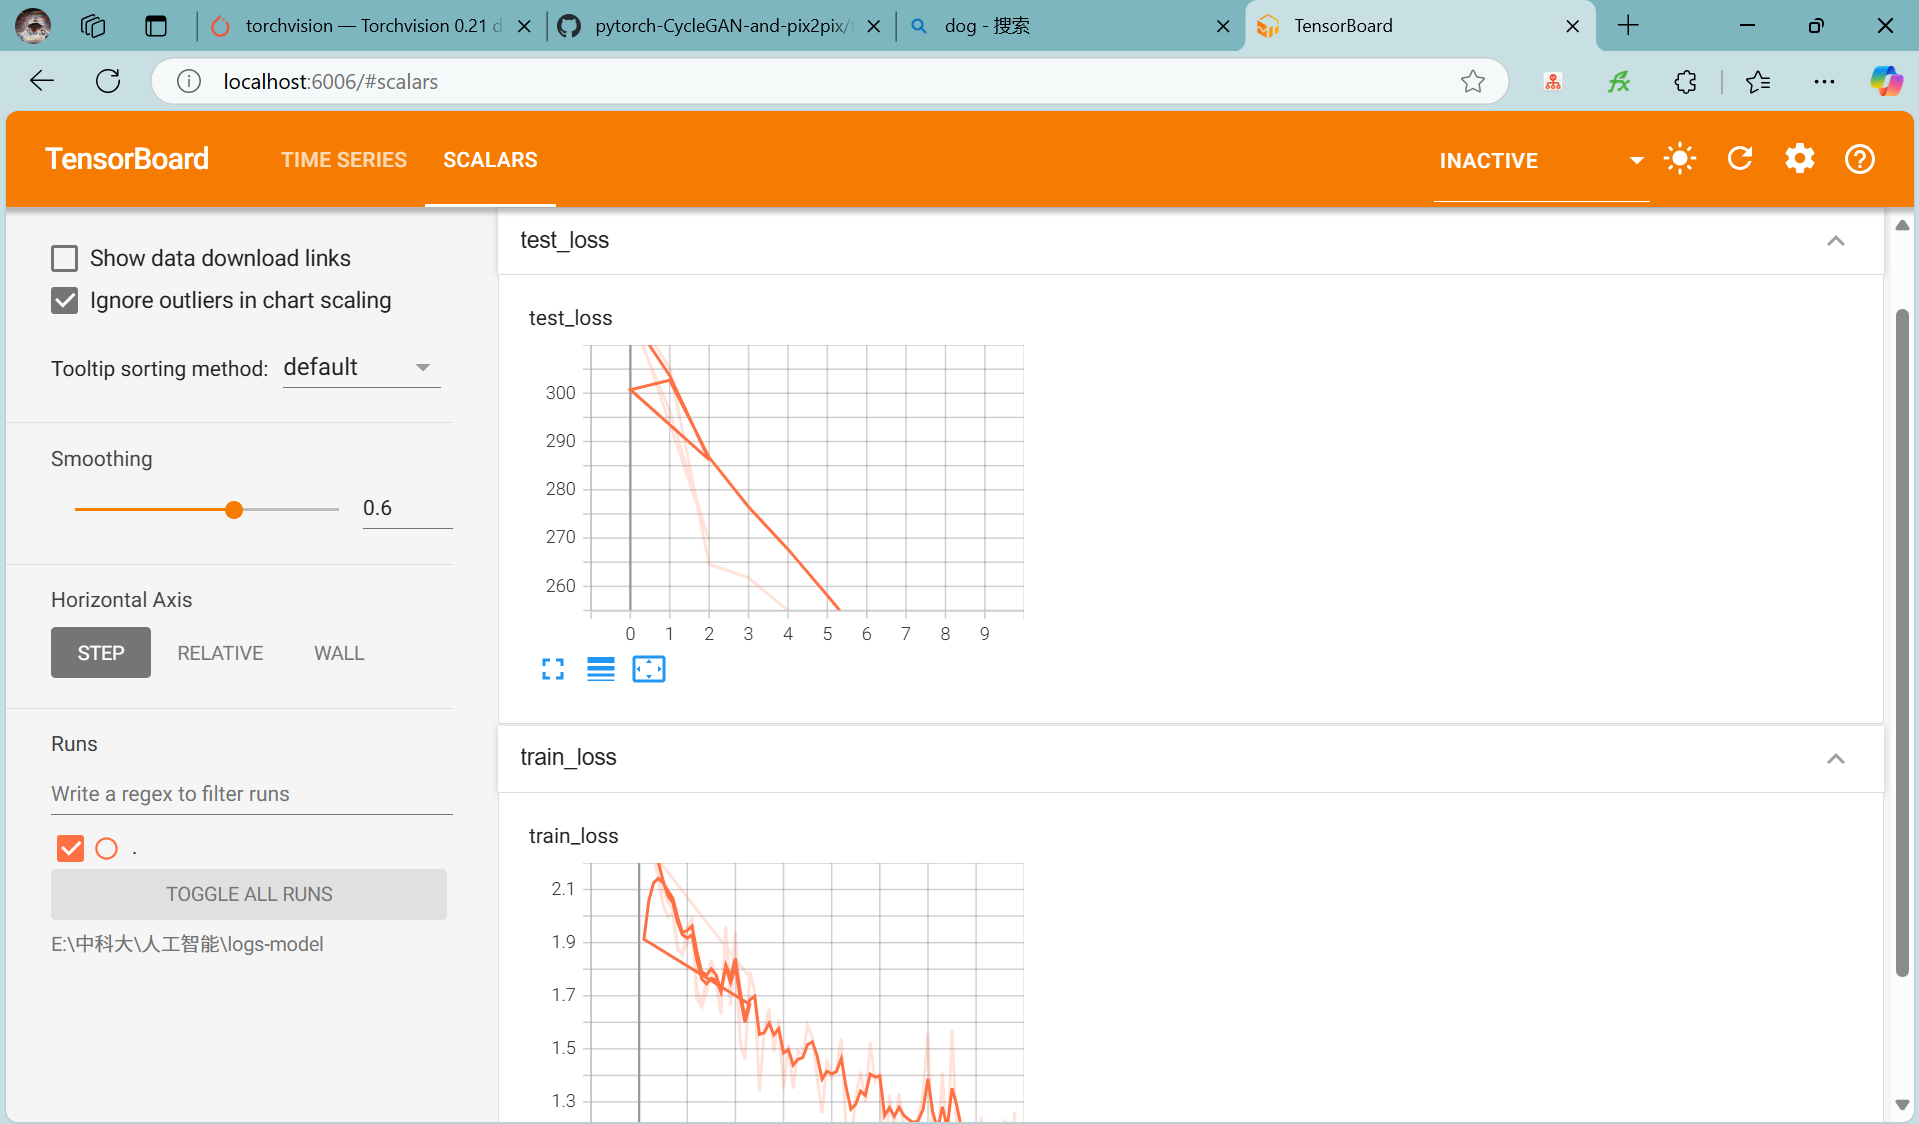 torchvision — Torchvision 0.21 d
pytorch-CycleGAN-and-pix2pix/
dog - 搜索
TensorBoard
localhost:6006/#scalars
TensorBoard
TIME SERIES
SCALARS
INACTIVE
Show data download links
Ignore outliers in chart scaling
Tooltip sorting method: default
Smoothing
0.6
Horizontal Axis
STEP RELATIVE WALL
Runs
Write a regex to filter runs
.
TOGGLE ALL RUNS
E:\中科大\人工智能\logs-model
test_loss
test_loss
300
290
280
270
260
0 1 2 3 4 5 6 7 8 9
train_loss
train_loss
2.1
1.9
1.7
1.5
1.3